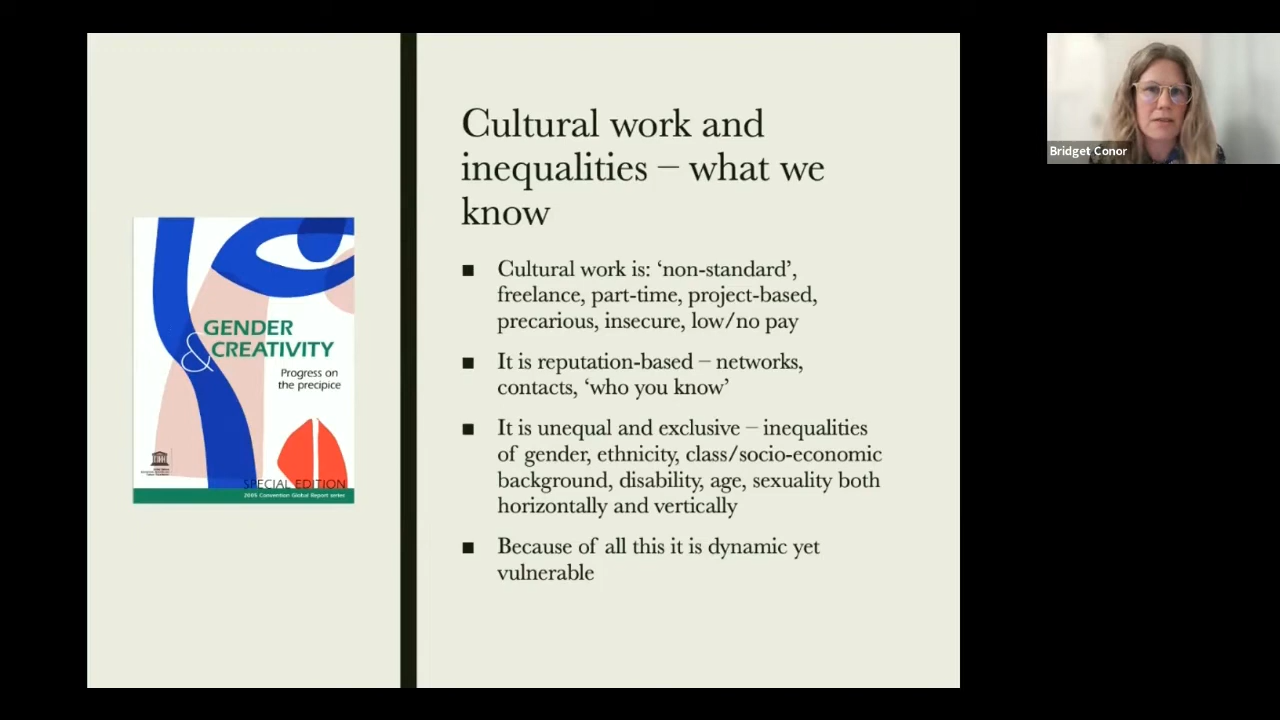 Cultural work and
inequalities – what we
know
■ Cultural work is: ‘non-standard’,
freelance, part-time, project-based,
precarious, insecure, low/no pay
■ It is reputation-based – networks,
contacts, ‘who you know’
■ It is unequal and exclusive – inequalities
of gender, ethnicity, class/socio-economic
background, disability, age, sexuality both
horizontally and vertically
■ Because of all this it is dynamic yet
vulnerable
GENDER
& CREATIVITY
Progress on
the precipice
SPECIAL EDITION
2005 Convention Global Report series
Bridget Conor